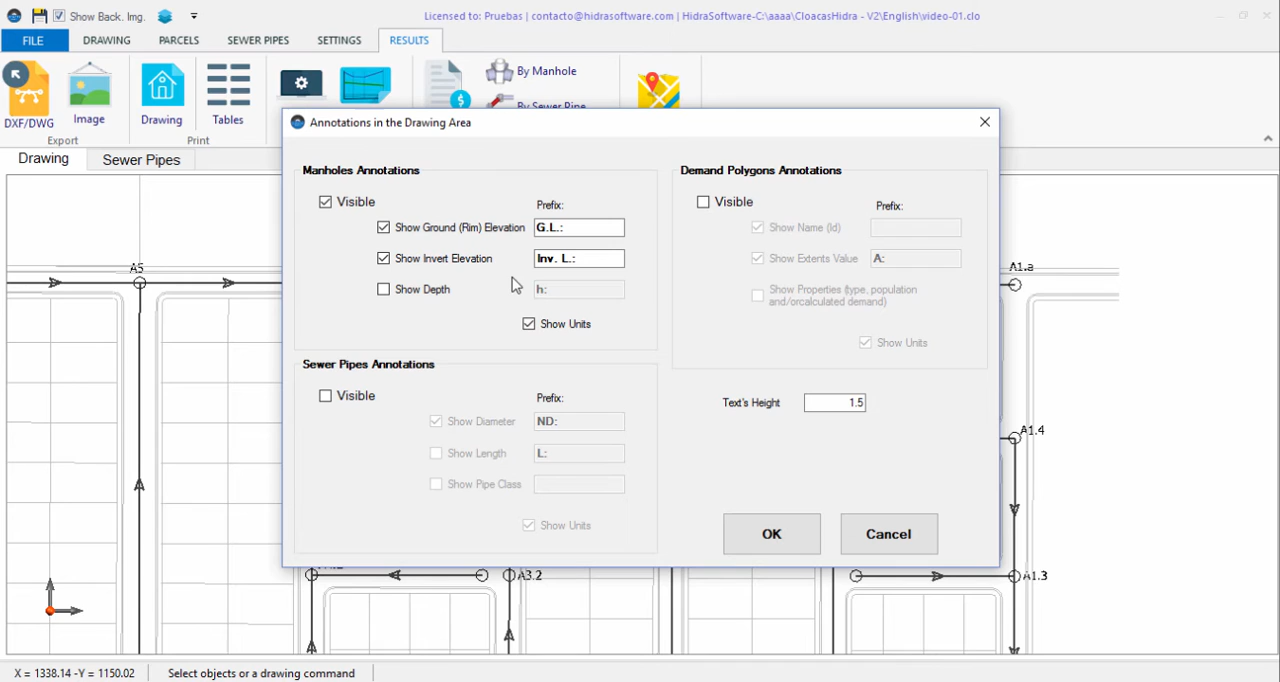 Show Back. Img.
Licensed to: Pruebas | contacto@hidrasoftware.com | HidraSoftware-C:\aaaa\CloacasHidra - V2\English\video-01.clo
FILE DRAWING PARCELS SEWER PIPES SETTINGS RESULTS
DXF/DWG Image Drawing Tables
By Manhole
By Sewer Pipe
Export Print
Drawing Sewer Pipes
Annotations in the Drawing Area
Manholes Annotations
Visible
Prefix:
Show Ground (Rim) Elevation G.L.:
Show Invert Elevation Inv. L.:
Show Depth h:
Show Units
Sewer Pipes Annotations
Visible
Prefix:
Show Diameter ND:
Show Length L:
Show Pipe Class
Show Units
Demand Polygons Annotations
Visible
Prefix:
Show Name (Id)
Show Extents Value A:
Show Properties (type, population
and/orcalculated demand)
Show Units
Text's Height 1.5
OK Cancel
A5
A1.a
A1.4
A3.2
A1.3
X = 1338.14 -Y = 1150.02 Select objects or a drawing command